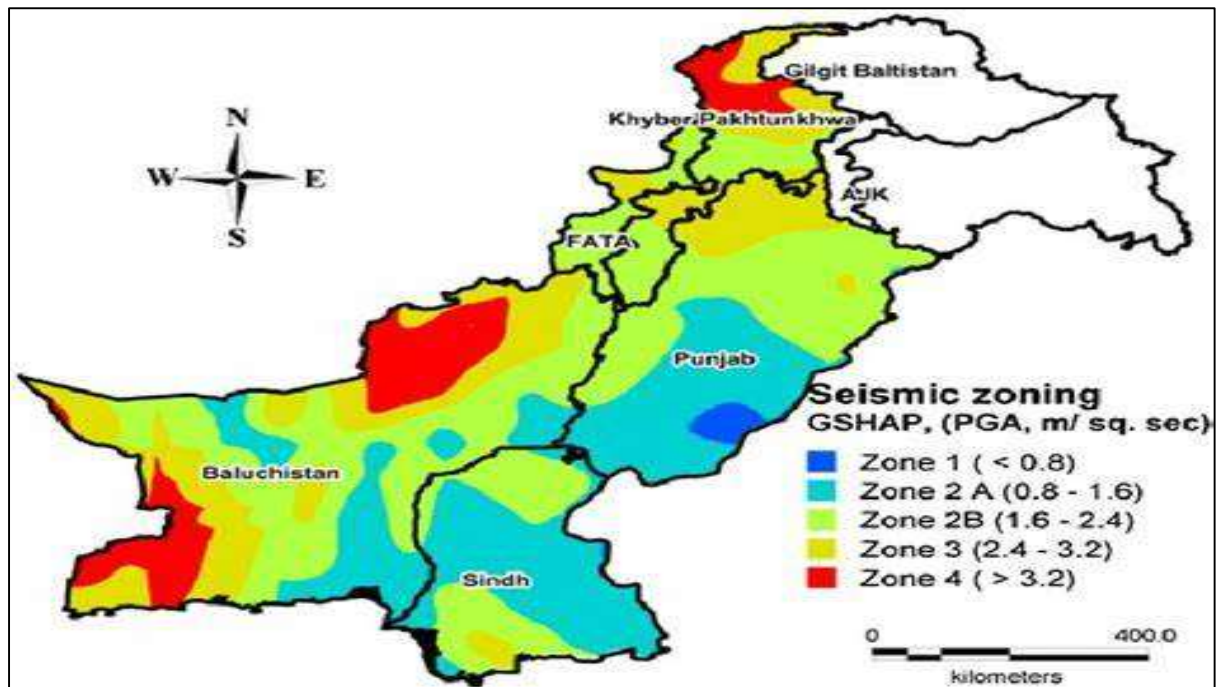 Gilgit Baltistan
Khyber Pakhtunkhwa
N
W E
S
AJK
FATA
Punjab
Seismic zoning
GSHAP, (PGA, m/ sq. sec)
Zone 1 ( < 0.8)
Zone 2 A (0.8 - 1.6)
Zone 2B (1.6 - 2.4)
Zone 3 (2.4 - 3.2)
Zone 4 ( > 3.2)
Baluchistan
Sindh
0 400.0
kilometers